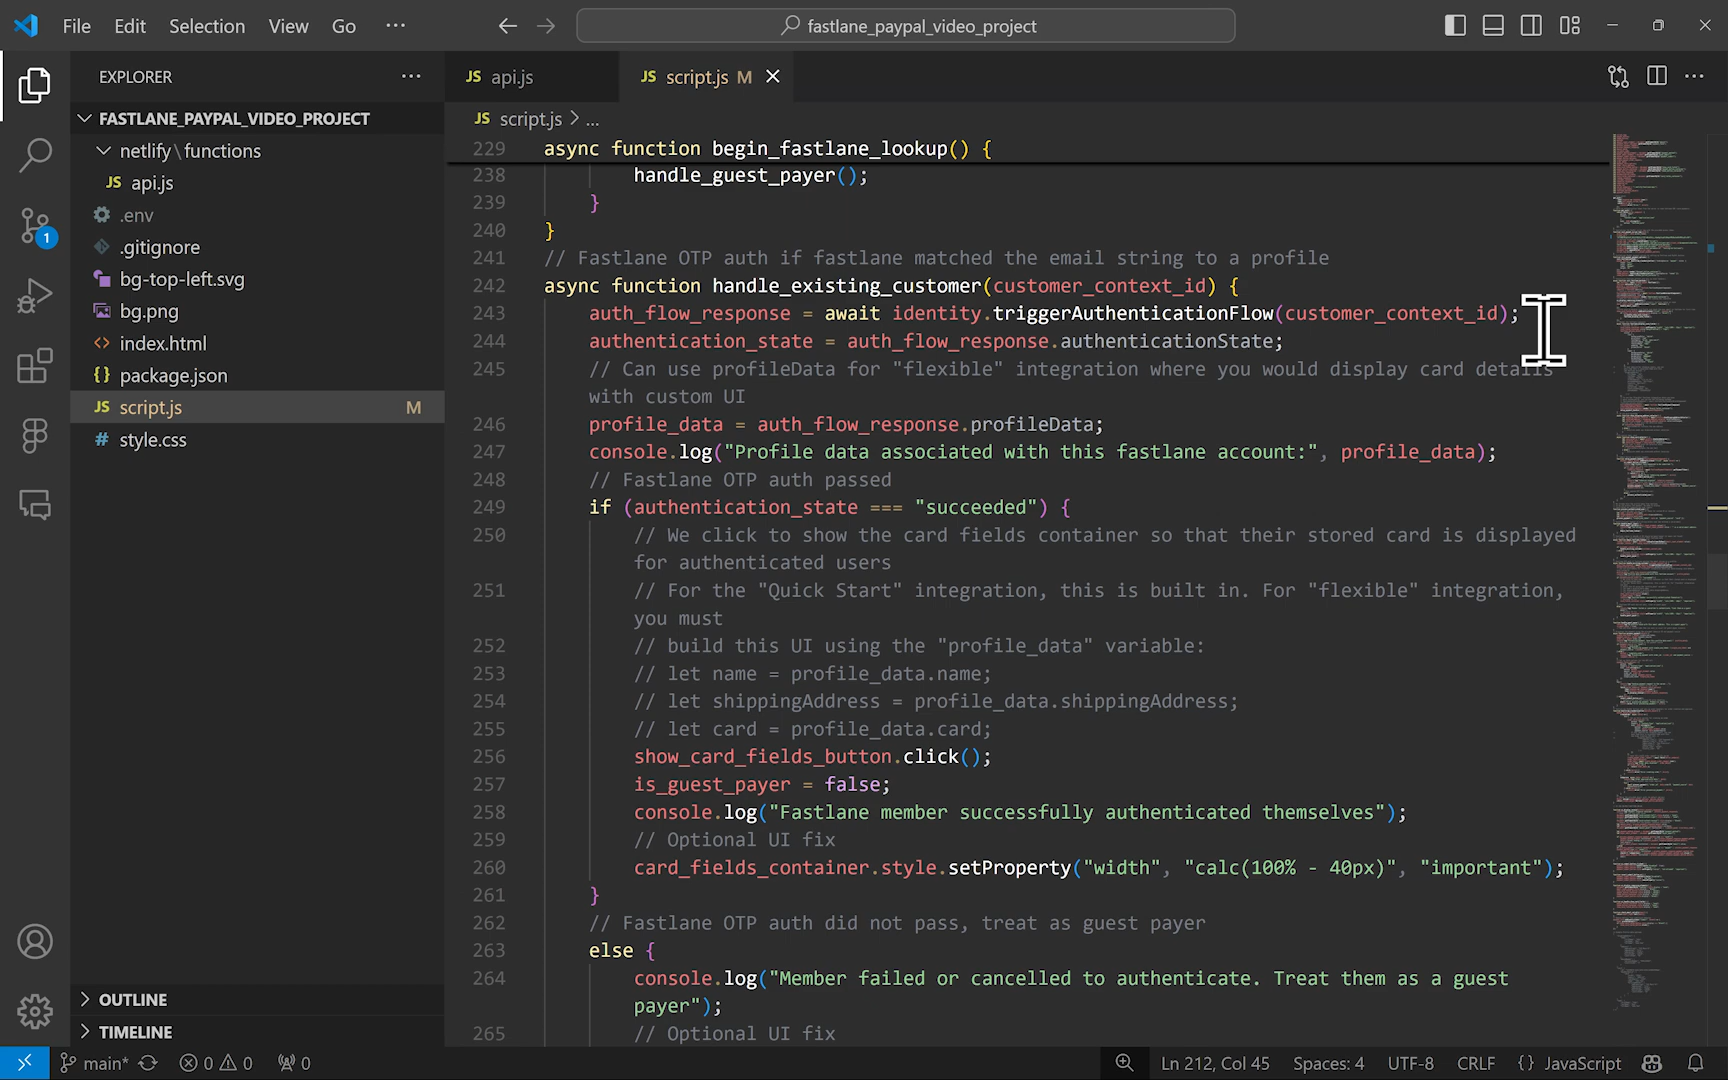 File Edit Selection View Go ··· fastlane_paypal_video_project
EXPLORER ···
FASTLANE_PAYPAL_VIDEO_PROJECT
netlify\functions
JS api.js
.env
.gitignore
bg-top-left.svg
bg.png
<> index.html
{} package.json
JS script.js M
# style.css
OUTLINE
TIMELINE
JS api.js JS script.js M
JS script.js > ...
229 async function begin_fastlane_lookup() {
238 handle_guest_payer();
239 }
240 }
241 // Fastlane OTP auth if fastlane matched the email string to a profile
242 async function handle_existing_customer(customer_context_id) {
243 auth_flow_response = await identity.triggerAuthenticationFlow(customer_context_id);
244 authentication_state = auth_flow_response.authenticationState;
245 // Can use profileData for "flexible" integration where you would display card details
with custom UI
246 profile_data = auth_flow_response.profileData;
247 console.log("Profile data associated with this fastlane account:", profile_data);
248 // Fastlane OTP auth passed
249 if (authentication_state === "succeeded") {
250 // We click to show the card fields container so that their stored card is displayed
for authenticated users
251 // For the "Quick Start" integration, this is built in. For "flexible" integration,
you must
252 // build this UI using the "profile_data" variable:
253 // let name = profile_data.name;
254 // let shippingAddress = profile_data.shippingAddress;
255 // let card = profile_data.card;
256 show_card_fields_button.click();
257 is_guest_payer = false;
258 console.log("Fastlane member successfully authenticated themselves");
259 // Optional UI fix
260 card_fields_container.style.setProperty("width", "calc(100% - 40px)", "important");
261 }
262 // Fastlane OTP auth did not pass, treat as guest payer
263 else {
264 console.log("Member failed or cancelled to authenticate. Treat them as a guest
payer");
265 // Optional UI fix
1
main* 0 0 0 Ln 212, Col 45 Spaces: 4 UTF-8 CRLF {} JavaScript